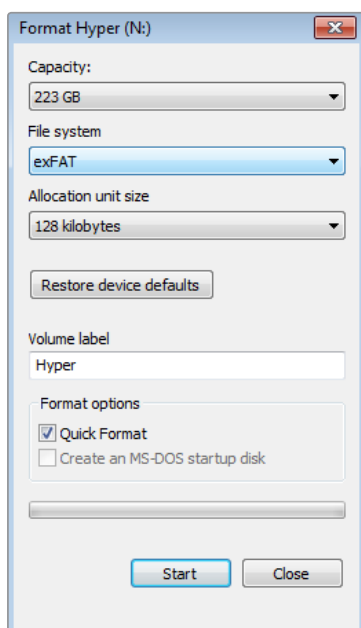 Format Hyper (N:)
Capacity:
223 GB
File system
exFAT
Allocation unit size
128 kilobytes
Restore device defaults
Volume label
Hyper
Format options
Quick Format
Create an MS-DOS startup disk
Start
Close